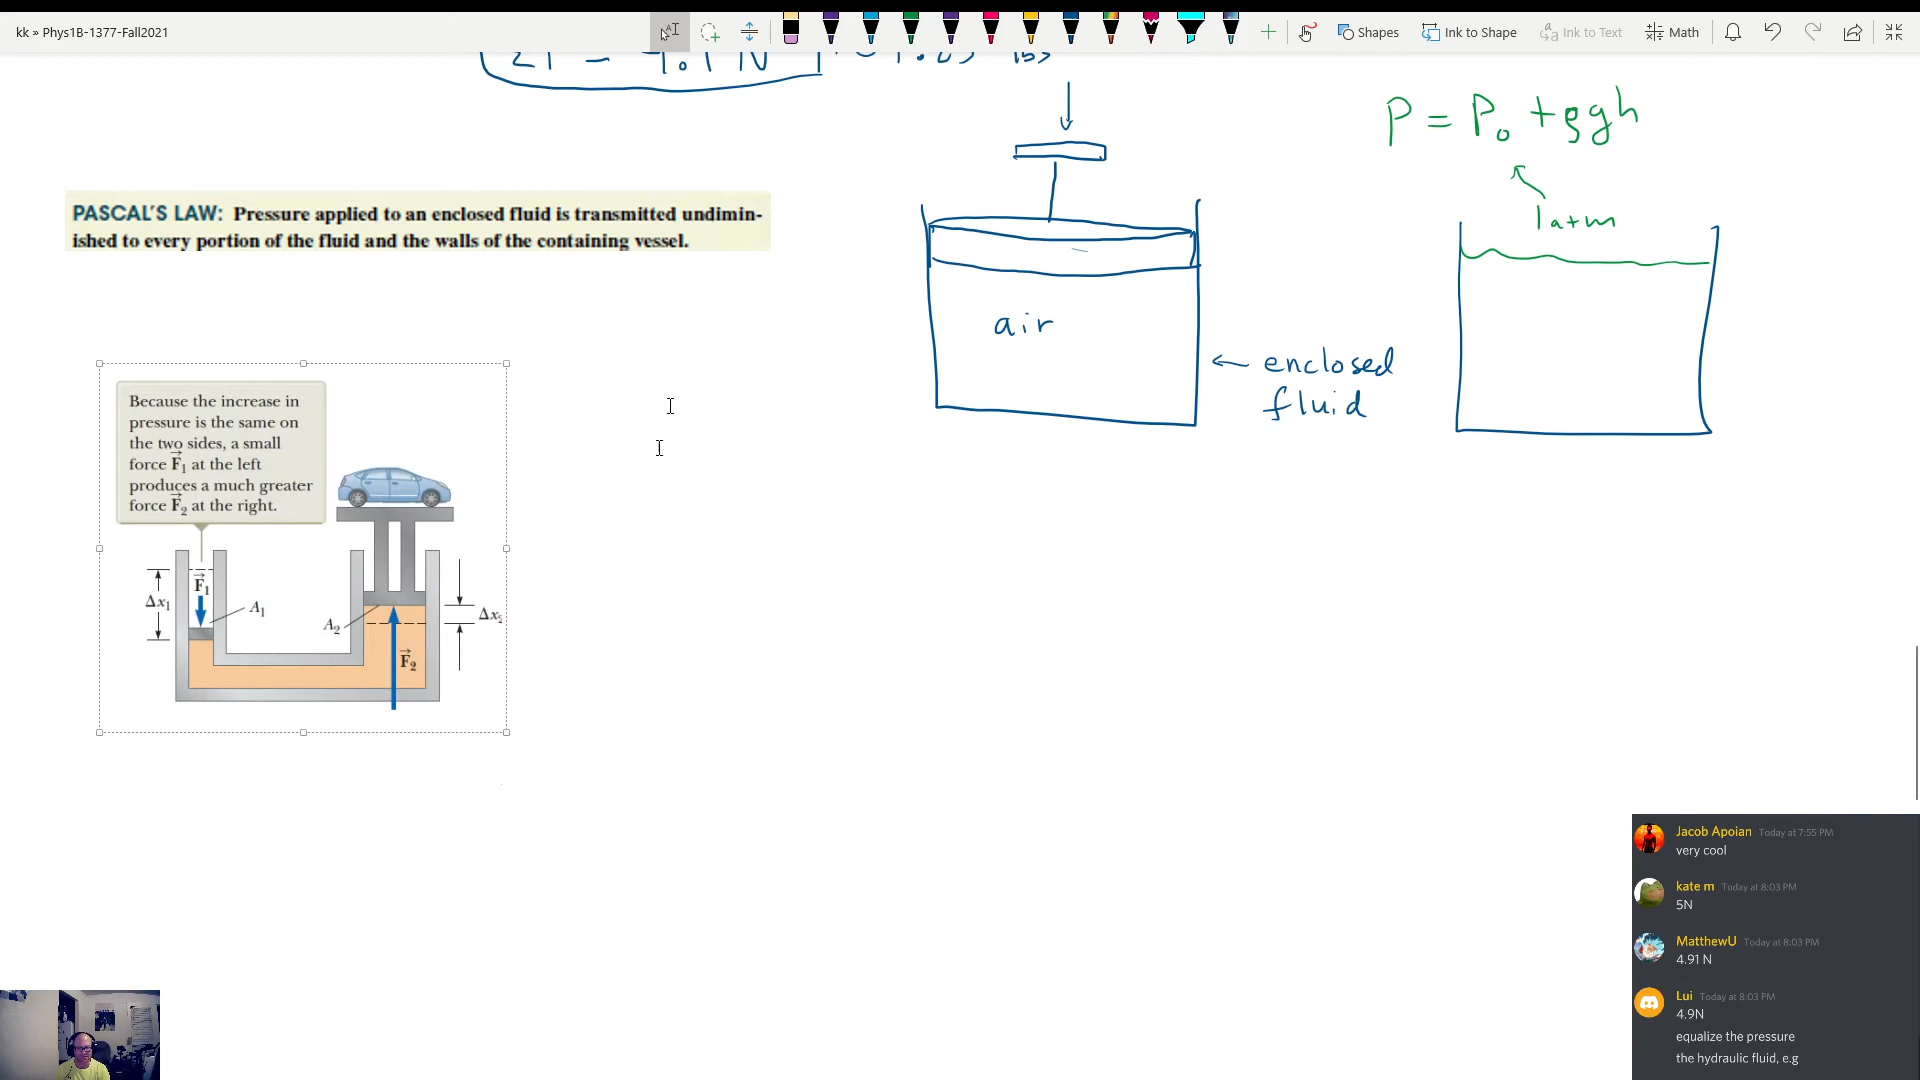 kk » Phys1B-1377-Fall2021
Shapes
Ink to Shape
Ink to Text
Math
P = P₀ + ρgh
1atm
PASCAL'S LAW: Pressure applied to an enclosed fluid is transmitted undimin-
ished to every portion of the fluid and the walls of the containing vessel.
air
← enclosed
fluid
Because the increase in
pressure is the same on
the two sides, a small
force F⃗₁ at the left
produces a much greater
force F⃗₂ at the right.
F⃗₁
Δx₁
A₁
A₂
Δx₂
F⃗₂
Jacob Apoian Today at 7:55 PM
very cool
kate m Today at 8:03 PM
5N
MatthewU Today at 8:03 PM
4.91 N
Lui Today at 8:03 PM
4.9N
equalize the pressure
the hydraulic fluid, e.g